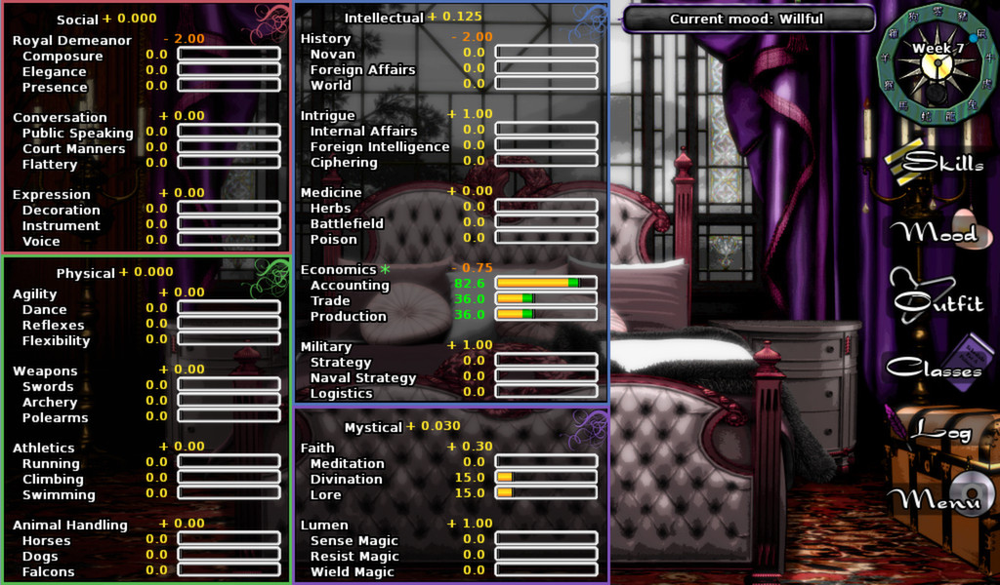 Social + 0.000
Royal Demeanor - 2.00
Composure 0.0
Elegance 0.0
Presence 0.0
Conversation + 0.00
Public Speaking 0.0
Court Manners 0.0
Flattery 0.0
Expression + 0.00
Decoration 0.0
Instrument 0.0
Voice 0.0
Physical + 0.000
Agility + 0.00
Dance 0.0
Reflexes 0.0
Flexibility 0.0
Weapons + 0.00
Swords 0.0
Archery 0.0
Polearms 0.0
Athletics + 0.00
Running 0.0
Climbing 0.0
Swimming 0.0
Animal Handling + 0.00
Horses 0.0
Dogs 0.0
Falcons 0.0
Intellectual + 0.125
History - 2.00
Novan 0.0
Foreign Affairs 0.0
World 0.0
Intrigue + 1.00
Internal Affairs 0.0
Foreign Intelligence 0.0
Ciphering 0.0
Medicine + 0.00
Herbs 0.0
Battlefield 0.0
Poison 0.0
Economics * - 0.75
Accounting 82.6
Trade 36.0
Production 36.0
Military + 1.00
Strategy 0.0
Naval Strategy 0.0
Logistics 0.0
Mystical + 0.030
Faith + 0.30
Meditation 0.0
Divination 15.0
Lore 15.0
Lumen + 1.00
Sense Magic 0.0
Resist Magic 0.0
Wield Magic 0.0
Current mood: Willful
Week 7
Skills
Mood
Outfit
Classes
Log
Menu